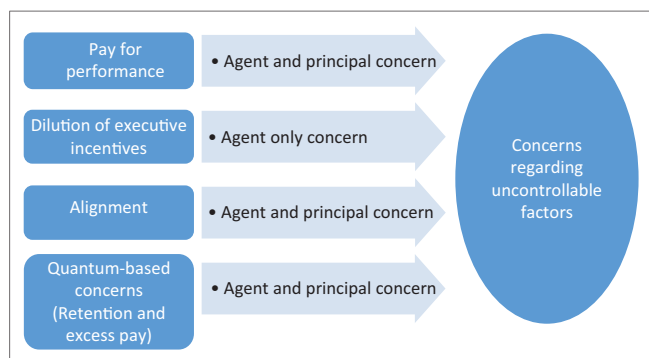 Pay for
performance
• Agent and principal concern
Dilution of executive
incentives
• Agent only concern
Alignment
• Agent and principal concern
Quantum-based
concerns
(Retention and
excess pay)
• Agent and principal concern
Concerns
regarding
uncontrollable
factors